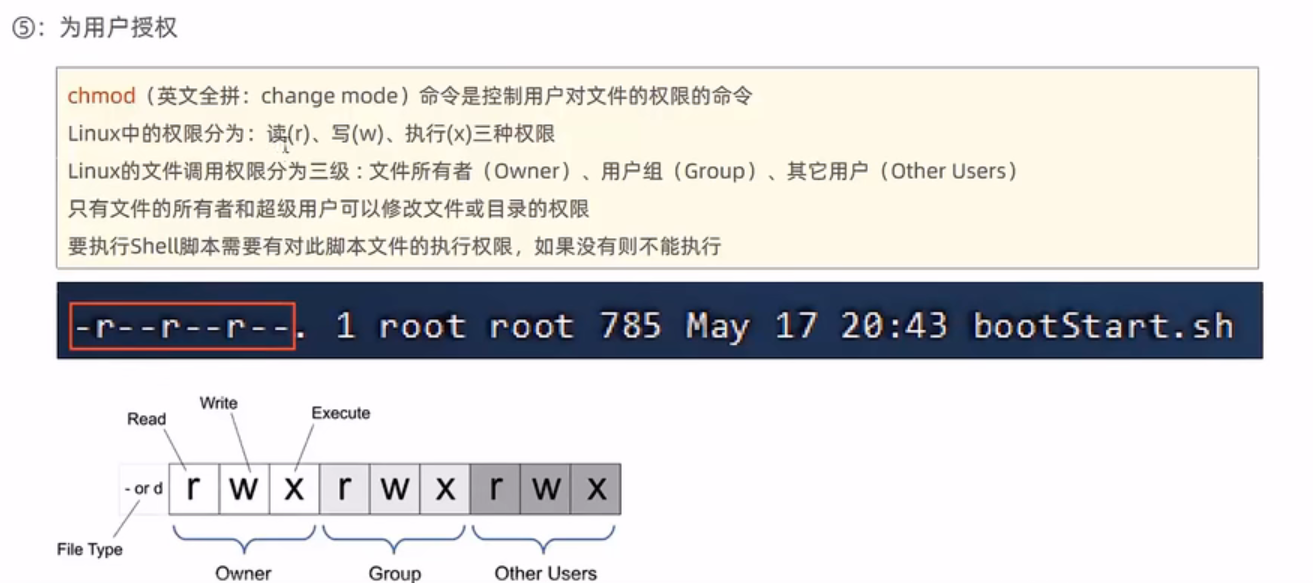 ⑤：为用户授权
chmod（英文全拼：change mode）命令是控制用户对文件的权限的命令
Linux中的权限分为：读(r)、写(w)、执行(x)三种权限
Linux的文件调用权限分为三级 : 文件所有者（Owner）、用户组（Group）、其它用户（Other Users）
只有文件的所有者和超级用户可以修改文件或目录的权限
要执行Shell脚本需要有对此脚本文件的执行权限，如果没有则不能执行
-r--r--r--. 1 root root 785 May 17 20:43 bootStart.sh
Read Write Execute
- or d r w x r w x r w x
File Type
Owner Group Other Users